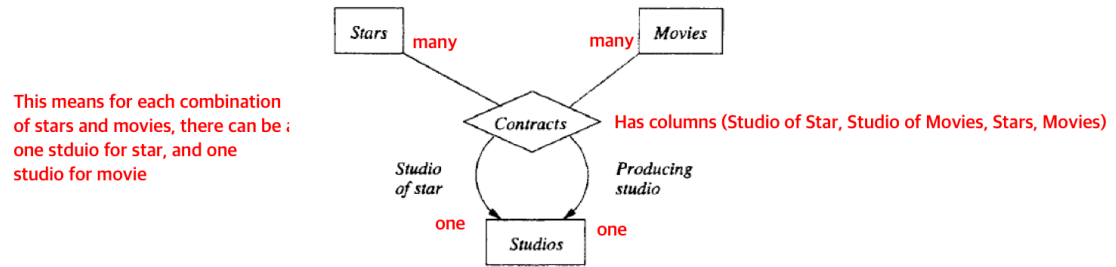 Stars
Movies
many
many
This means for each combination
of stars and movies, there can be
one stduio for star, and one
studio for movie
Contracts
Has columns (Studio of Star, Studio of Movies, Stars, Movies)
Studio
of star
Producing
studio
one
one
Studios